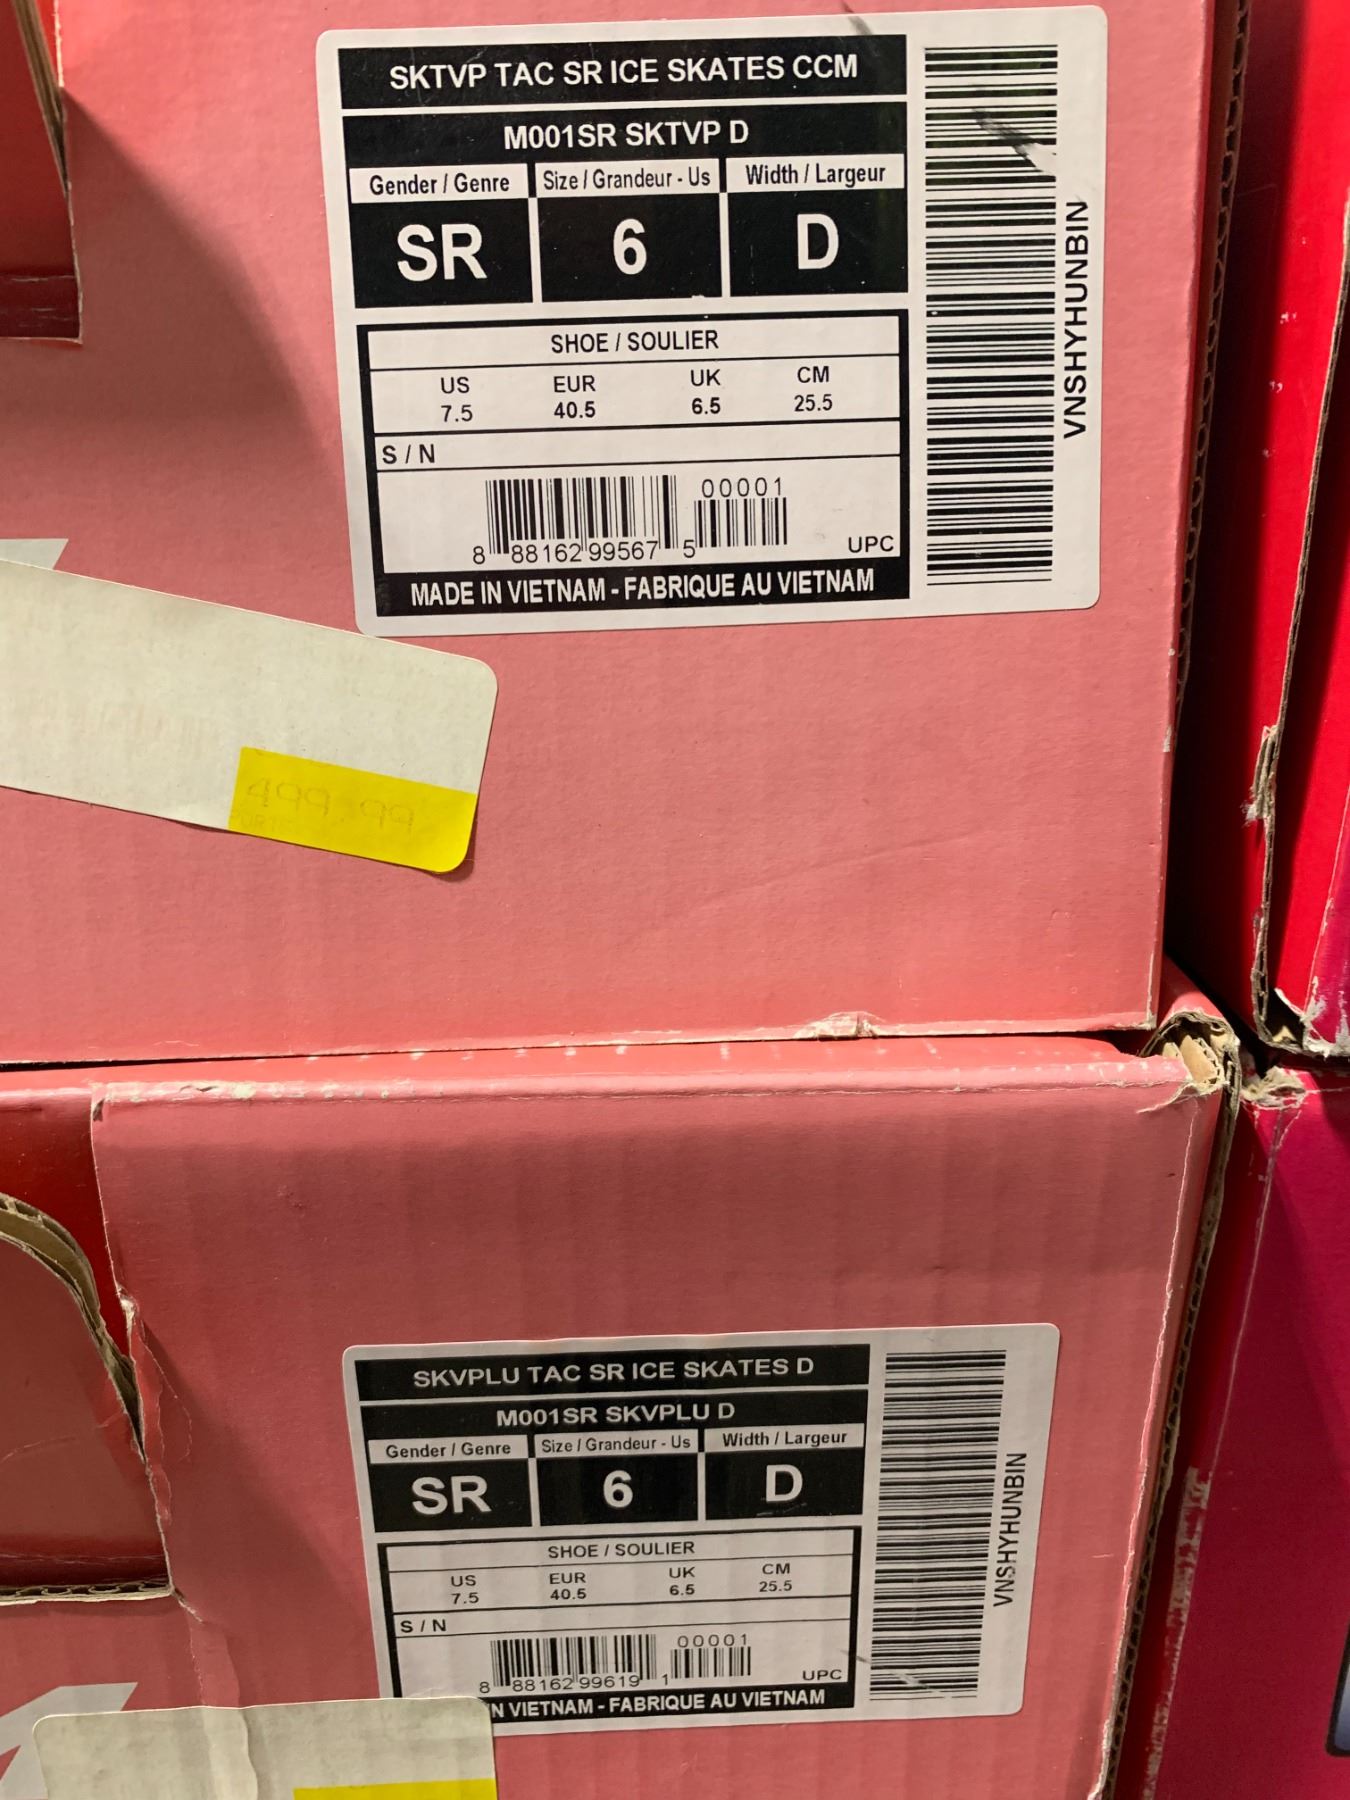 SKTVP TAC SR ICE SKATES CCM
M001SR SKTVP D
Gender / Genre Size / Grandeur - Us Width / Largeur
SR 6 D
SHOE / SOULIER
US EUR UK CM
7.5 40.5 6.5 25.5
S / N
00001
8 88162 99567 5 UPC
MADE IN VIETNAM - FABRIQUE AU VIETNAM
VNSHYHUNBIN
499.99
SKVPLU TAC SR ICE SKATES D
M001SR SKVPLU D
Gender / Genre Size / Grandeur - Us Width / Largeur
SR 6 D
SHOE / SOULIER
US EUR UK CM
7.5 40.5 6.5 25.5
S / N
00001
8 88162 99619 1 UPC
N VIETNAM - FABRIQUE AU VIETNAM
VNSHYHUNBIN